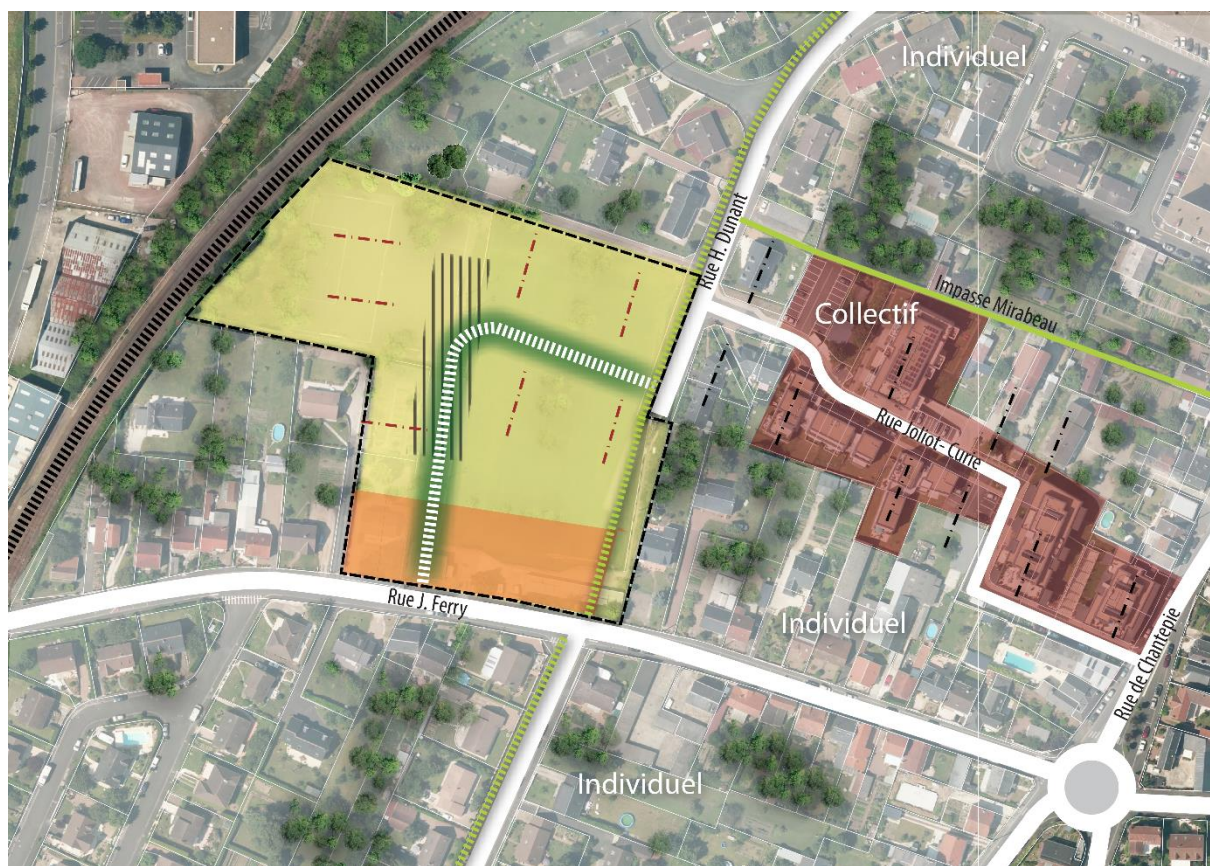 Individuel
Rue H. Dunant
Impasse Mirabeau
Collectif
Rue Joliot-Curie
Rue J. Ferry
Individuel
Rue de Chantepie
Individuel